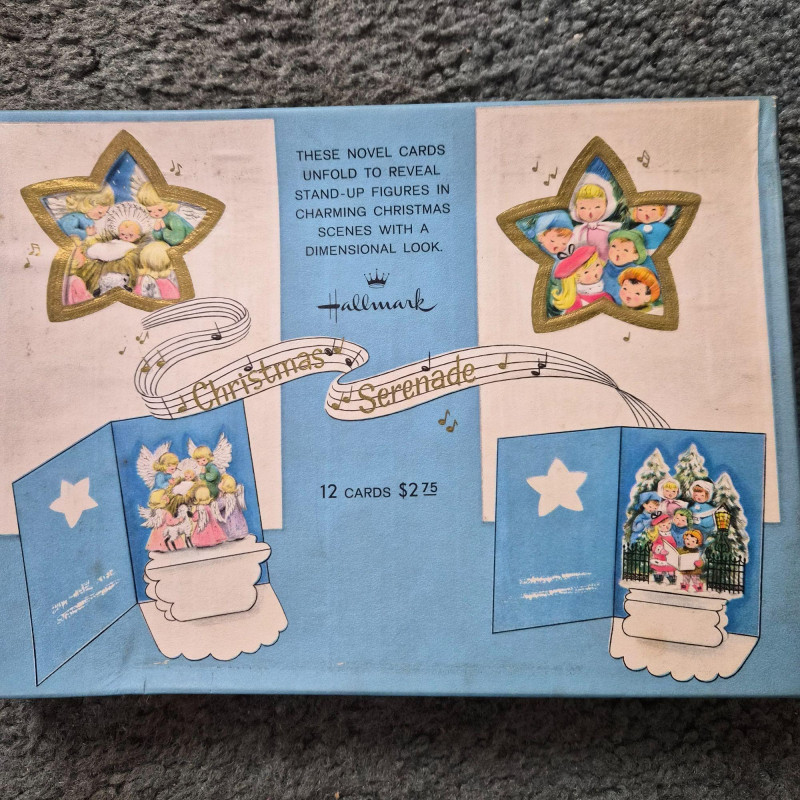 THESE NOVEL CARDS
UNFOLD TO REVEAL
STAND-UP FIGURES IN
CHARMING CHRISTMAS
SCENES WITH A
DIMENSIONAL LOOK.
Hallmark
Christmas Serenade
12 CARDS $2.75